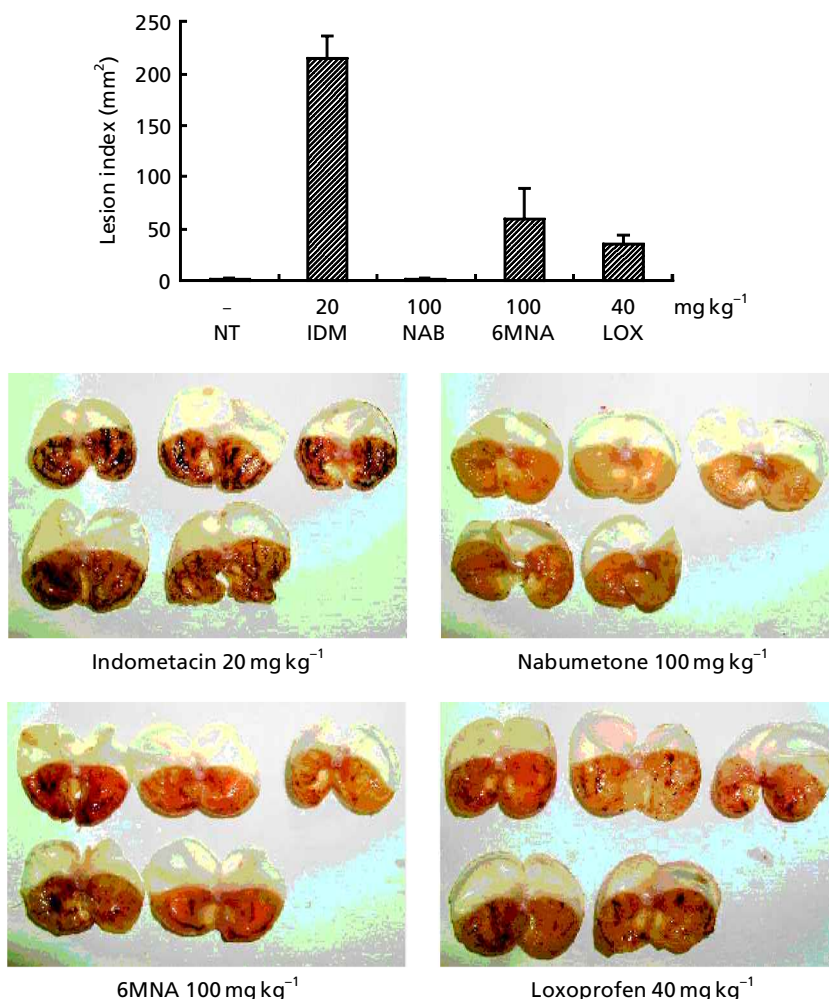 250
200
150
100
50
0
Lesion index (mm²)
– 20 100 100 40 mg kg⁻¹
NT IDM NAB 6MNA LOX
Indometacin 20 mg kg⁻¹
Nabumetone 100 mg kg⁻¹
6MNA 100 mg kg⁻¹
Loxoprofen 40 mg kg⁻¹